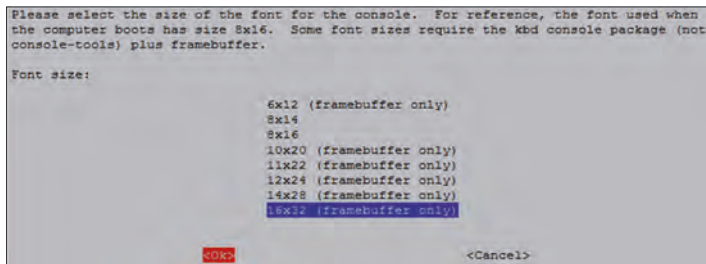 Please select the size of the font for the console.  For reference, the font used when
the computer boots has size 8x16.  Some font sizes require the kbd console package (not
console-tools) plus framebuffer.
Font size:
6x12 (framebuffer only)
8x14
8x16
10x20 (framebuffer only)
11x22 (framebuffer only)
12x24 (framebuffer only)
14x28 (framebuffer only)
16x32 (framebuffer only)
<Ok> <Cancel>